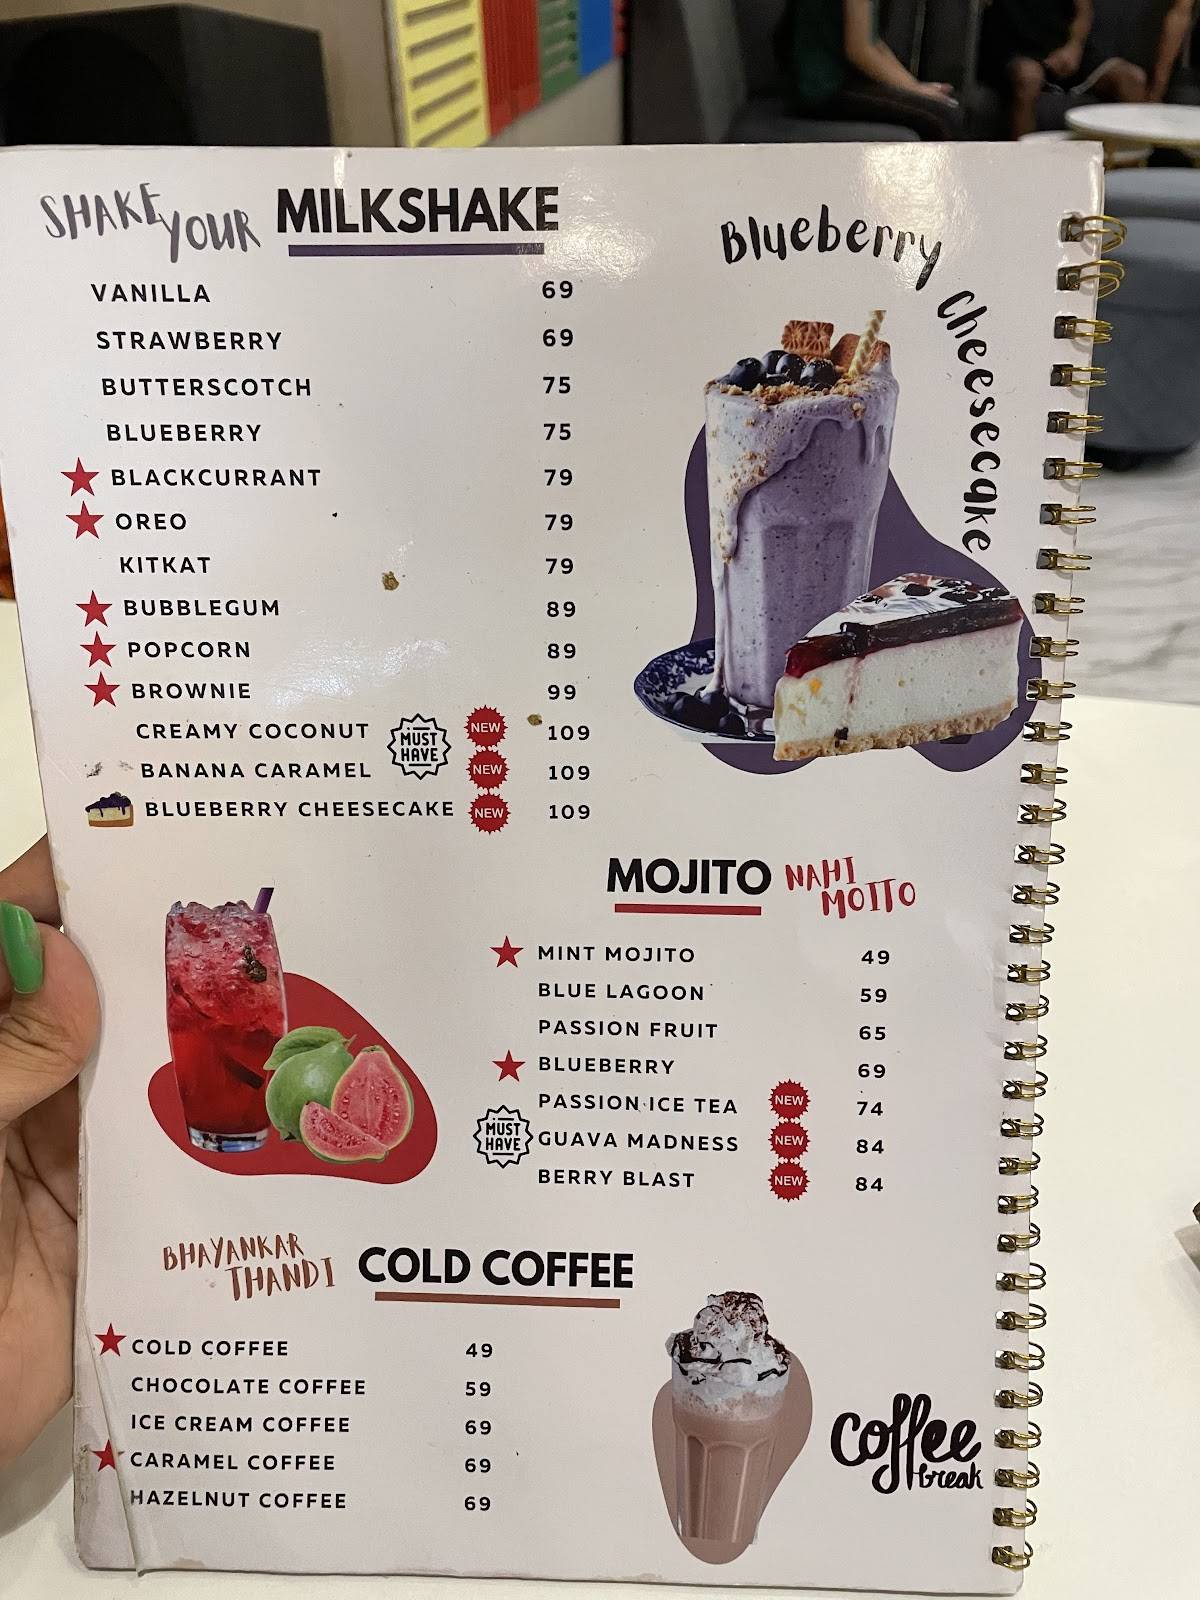 SHAKE YOUR MILKSHAKE
VANILLA 69
STRAWBERRY 69
BUTTERSCOTCH 75
BLUEBERRY 75
BLACKCURRANT 79
OREO 79
KITKAT 79
BUBBLEGUM 89
POPCORN 89
BROWNIE 99
CREAMY COCONUT NEW 109
MUST HAVE
BANANA CARAMEL NEW 109
BLUEBERRY CHEESECAKE NEW 109
Blueberry Cheesecake
MOJITO NAHI MOITO
MINT MOJITO 49
BLUE LAGOON 59
PASSION FRUIT 65
BLUEBERRY 69
PASSION ICE TEA NEW 74
MUST HAVE GUAVA MADNESS NEW 84
BERRY BLAST NEW 84
BHAYANKAR THANDI COLD COFFEE
COLD COFFEE 49
CHOCOLATE COFFEE 59
ICE CREAM COFFEE 69
CARAMEL COFFEE 69
HAZELNUT COFFEE 69
coffee
break